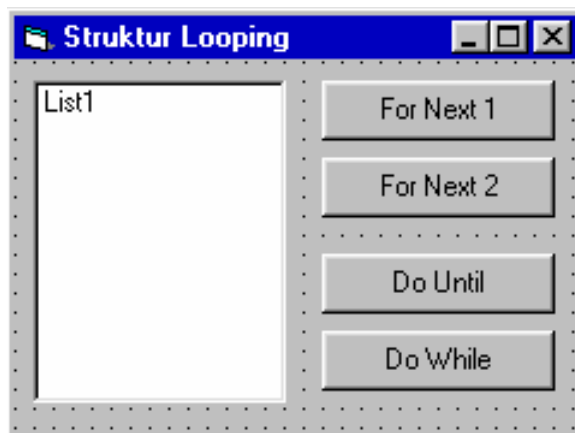 Struktur Looping
List1
For Next 1
For Next 2
Do Until
Do While